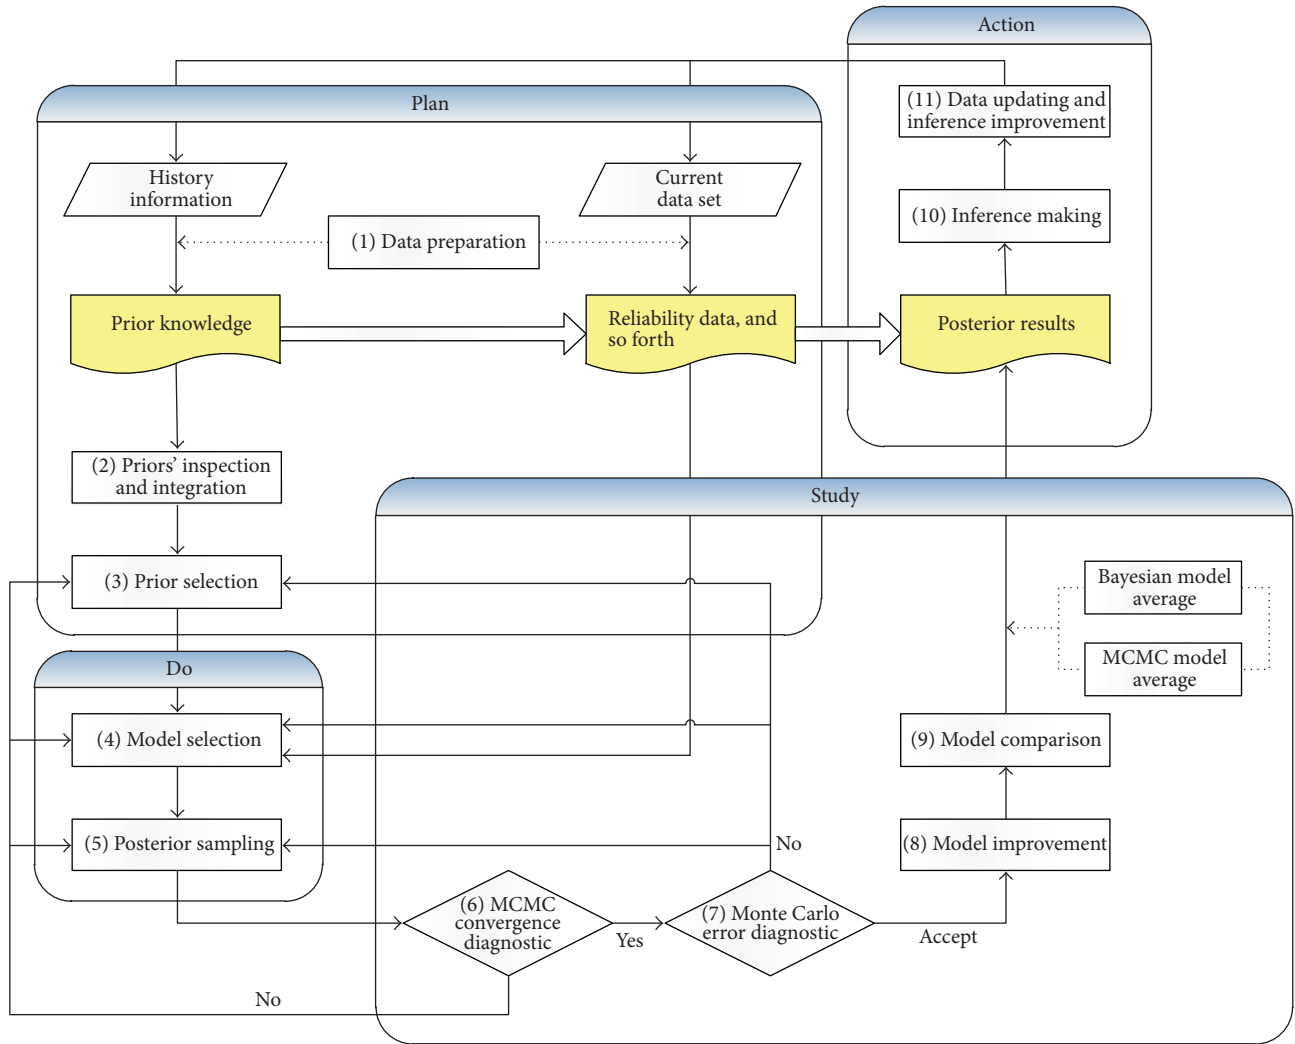 Action
Plan
(11) Data updating and
inference improvement
History
information
Current
data set
(10) Inference making
(1) Data preparation
Prior knowledge
Reliability data, and
so forth
Posterior results
(2) Priors' inspection
and integration
Study
(3) Prior selection
Bayesian model
average
MCMC model
average
Do
(4) Model selection
(9) Model comparison
(5) Posterior sampling
No
(8) Model improvement
(6) MCMC
convergence
diagnostic
Yes
(7) Monte Carlo
error diagnostic
Accept
No